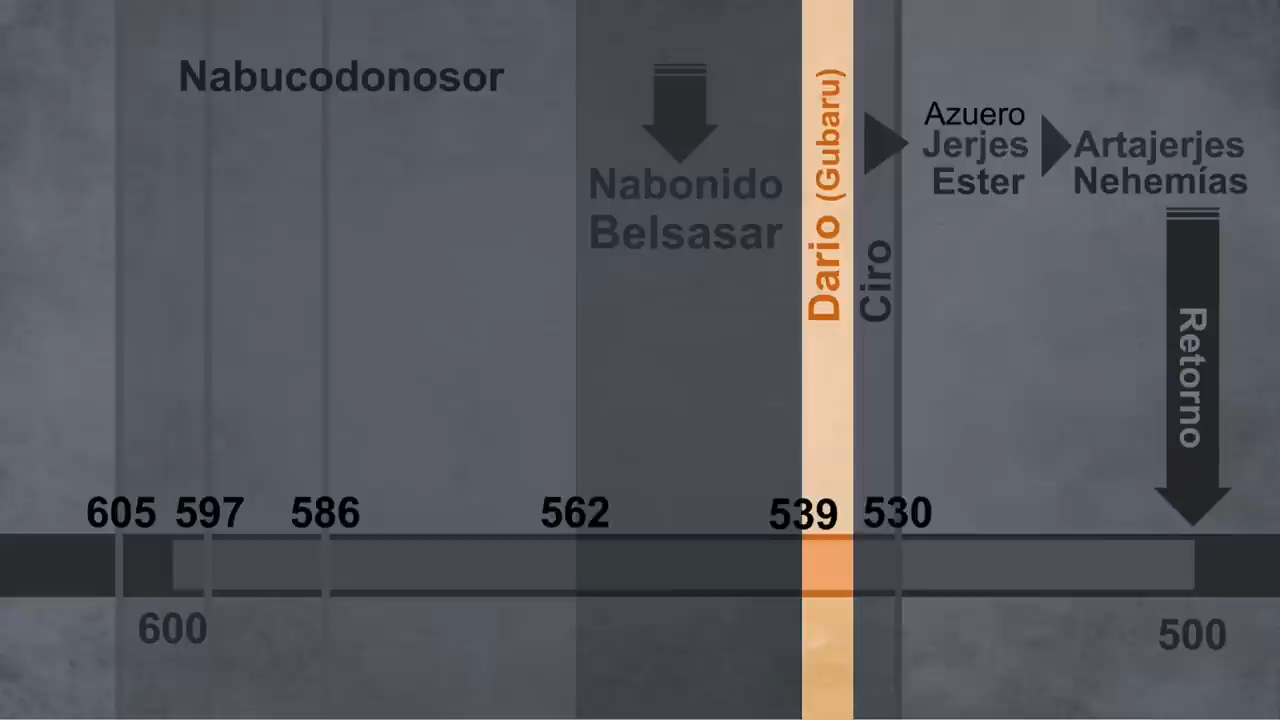 Nabucodonosor
Nabonido
Belsasar
Dario (Gubaru)
Ciro
Azuero
Jerjes
Ester
Artajerjes
Nehemías
Retorno
605
597
586
562
539
530
600
500